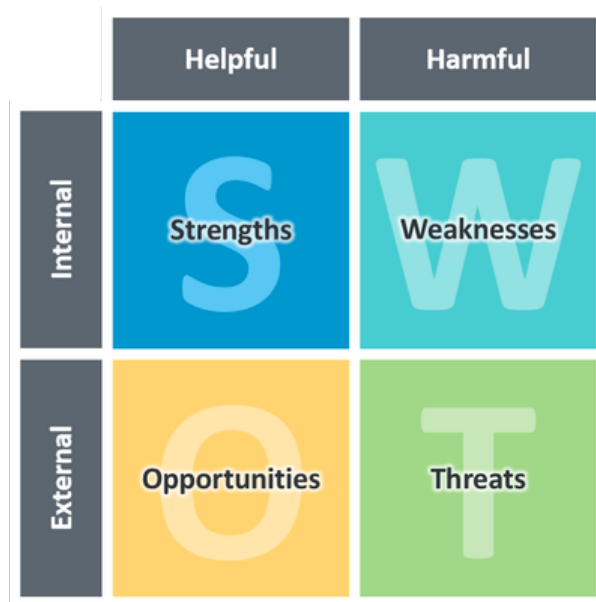 Helpful
Harmful
Internal
S
Strengths
W
Weaknesses
External
O
Opportunities
T
Threats